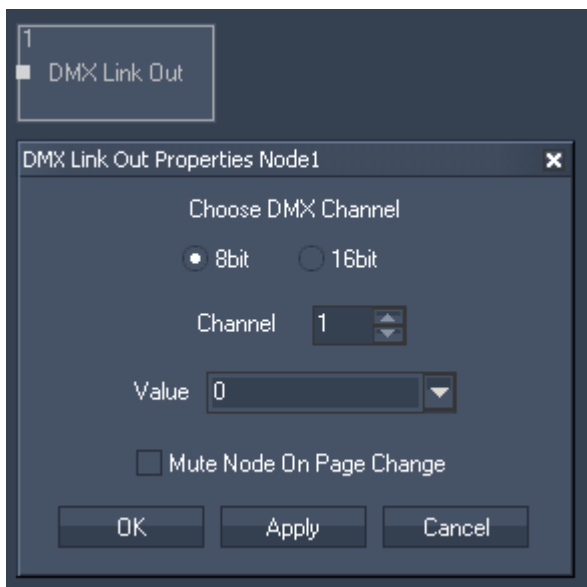 1
DMX Link Out
DMX Link Out Properties Node1
Choose DMX Channel
8bit 16bit
Channel 1
Value 0
Mute Node On Page Change
OK Apply Cancel